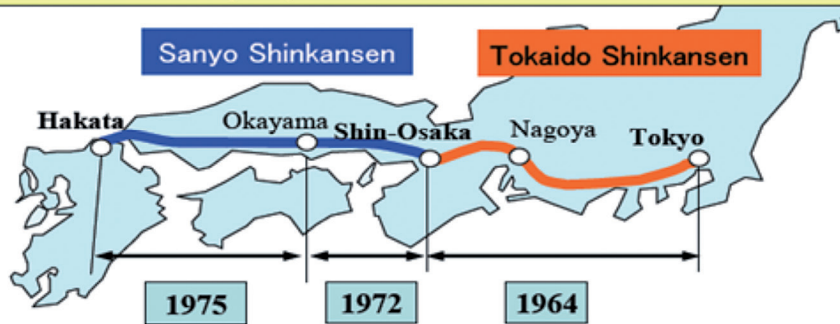 Sanyo Shinkansen
Tokaido Shinkansen
Hakata
Okayama
Shin-Osaka
Nagoya
Tokyo
1975
1972
1964